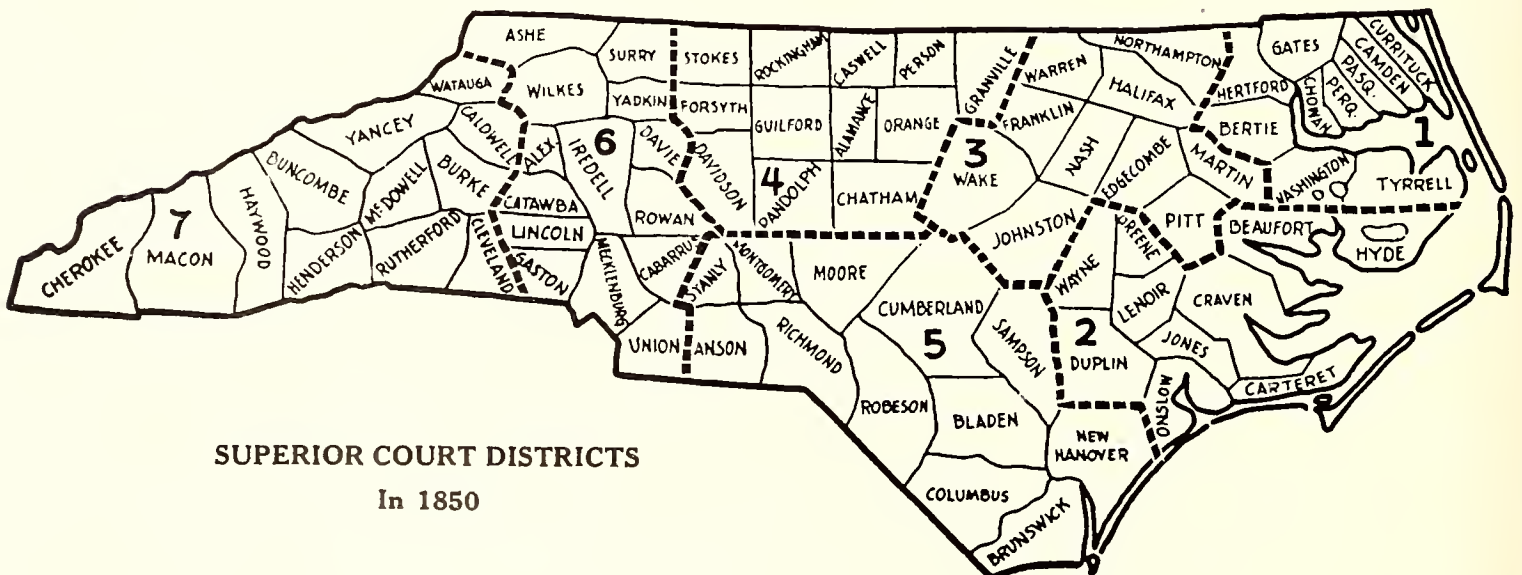 ASHE
SURRY
STOKES
ROCKINGHAM
CASWELL
PERSON
GRANVILLE
WARREN
NORTHAMPTON
GATES
CURRITUCK
CAMDEN
PASQ.
PERQ.
CHOWAN
HERTFORD
HALIFAX
WATAUGA
WILKES
YADKIN
FORSYTH
GUILFORD
ALAMANCE
ORANGE
FRANKLIN
BERTIE
1
YANCEY
CALDWELL
ALEX.
6
IREDELL
DAVIE
DAVIDSON
4
RANDOLPH
CHATHAM
3
WAKE
NASH
EDGECOMBE
MARTIN
WASHINGTON
TYRRELL
BUNCOMBE
McDOWELL
BURKE
CATAWBA
ROWAN
JOHNSTON
PITT
BEAUFORT
HYDE
7
CHEROKEE
MACON
HAYWOOD
HENDERSON
RUTHERFORD
CLEVELAND
LINCOLN
GASTON
MECKLENBURG
CABARRUS
STANLY
MONTGOMERY
MOORE
GREENE
WAYNE
LENOIR
CRAVEN
CUMBERLAND
5
SAMPSON
2
DUPLIN
JONES
UNION
ANSON
RICHMOND
CARTERET
ROBESON
BLADEN
ONSLOW
NEW
HANOVER
COLUMBUS
BRUNSWICK
SUPERIOR COURT DISTRICTS
In 1850